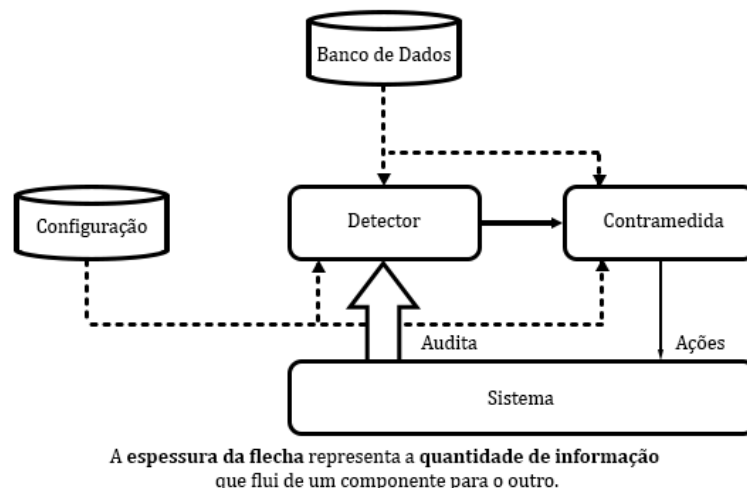 Banco de Dados
Configuração
Detector
Contramedida
Audita
Ações
Sistema
A espessura da flecha representa a quantidade de informação
que flui de um componente para o outro.